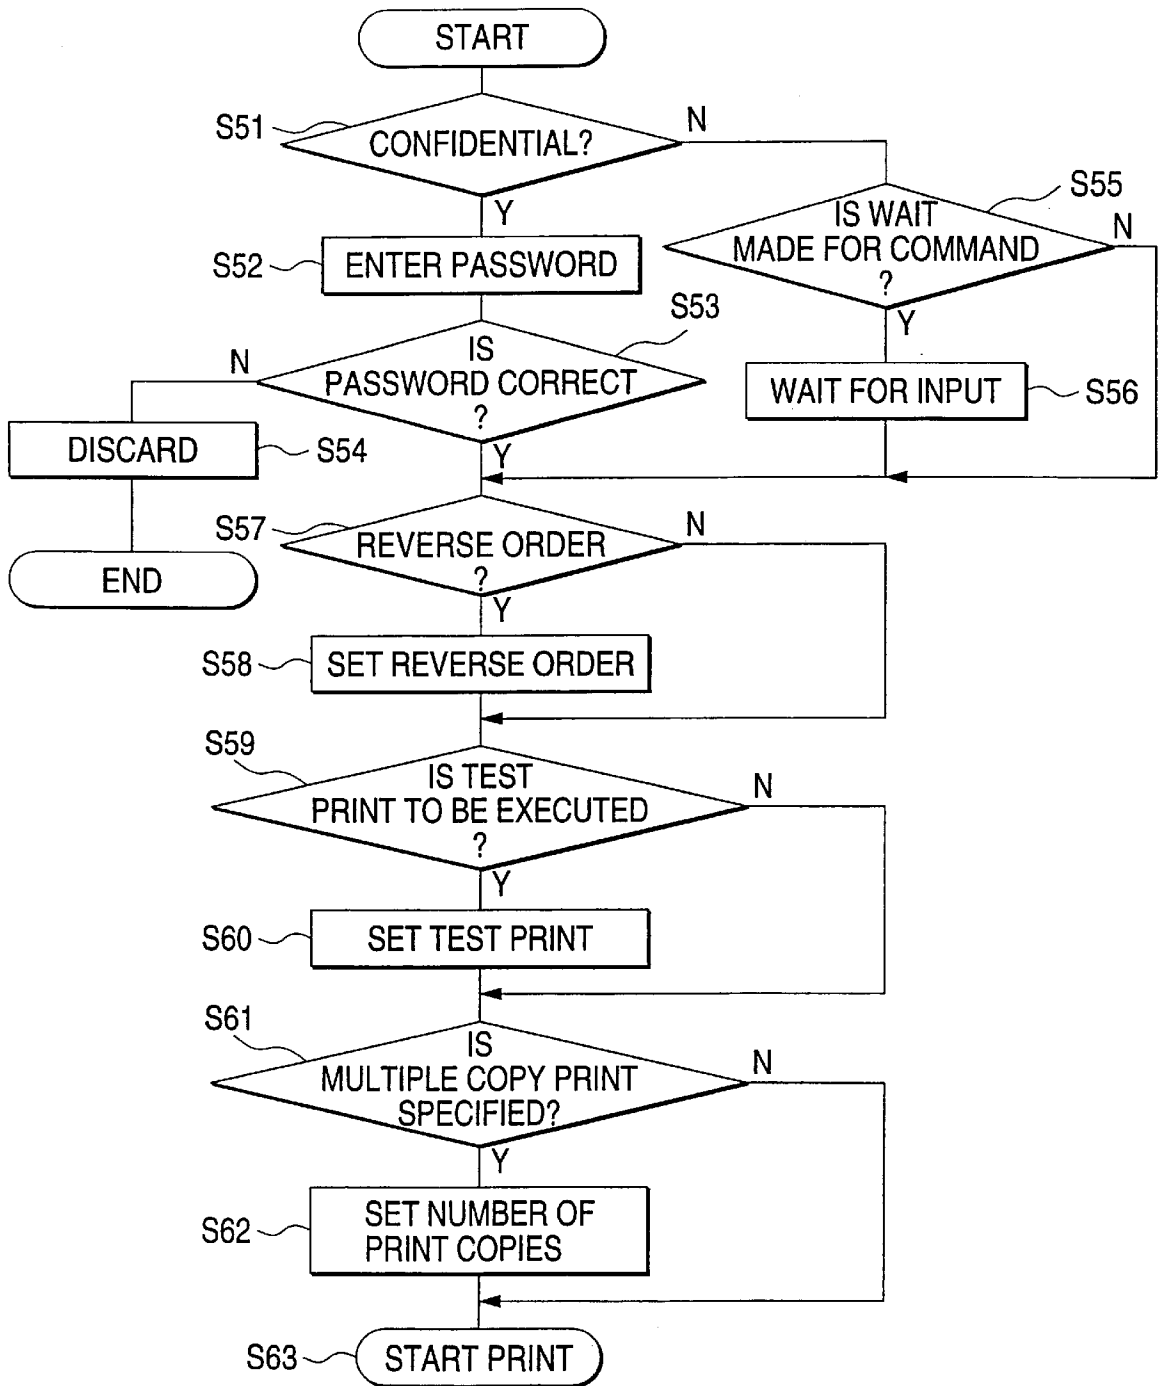 START
S51
CONFIDENTIAL?
N
Y
S55
IS WAIT
MADE FOR COMMAND
?
N
Y
S52
ENTER PASSWORD
S53
IS
PASSWORD CORRECT
?
N
Y
WAIT FOR INPUT
S56
DISCARD
S54
END
S57
REVERSE ORDER
?
N
Y
S58
SET REVERSE ORDER
S59
IS TEST
PRINT TO BE EXECUTED
?
N
Y
S60
SET TEST PRINT
S61
IS
MULTIPLE COPY PRINT
SPECIFIED?
N
Y
S62
SET NUMBER OF
PRINT COPIES
S63
START PRINT